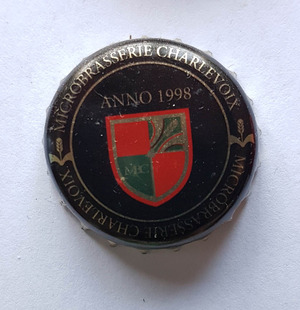 MICROBRASSERIE CHARLEVOIX
ANNO 1998
MC
MICROBRASSERIE CHARLEVOIX